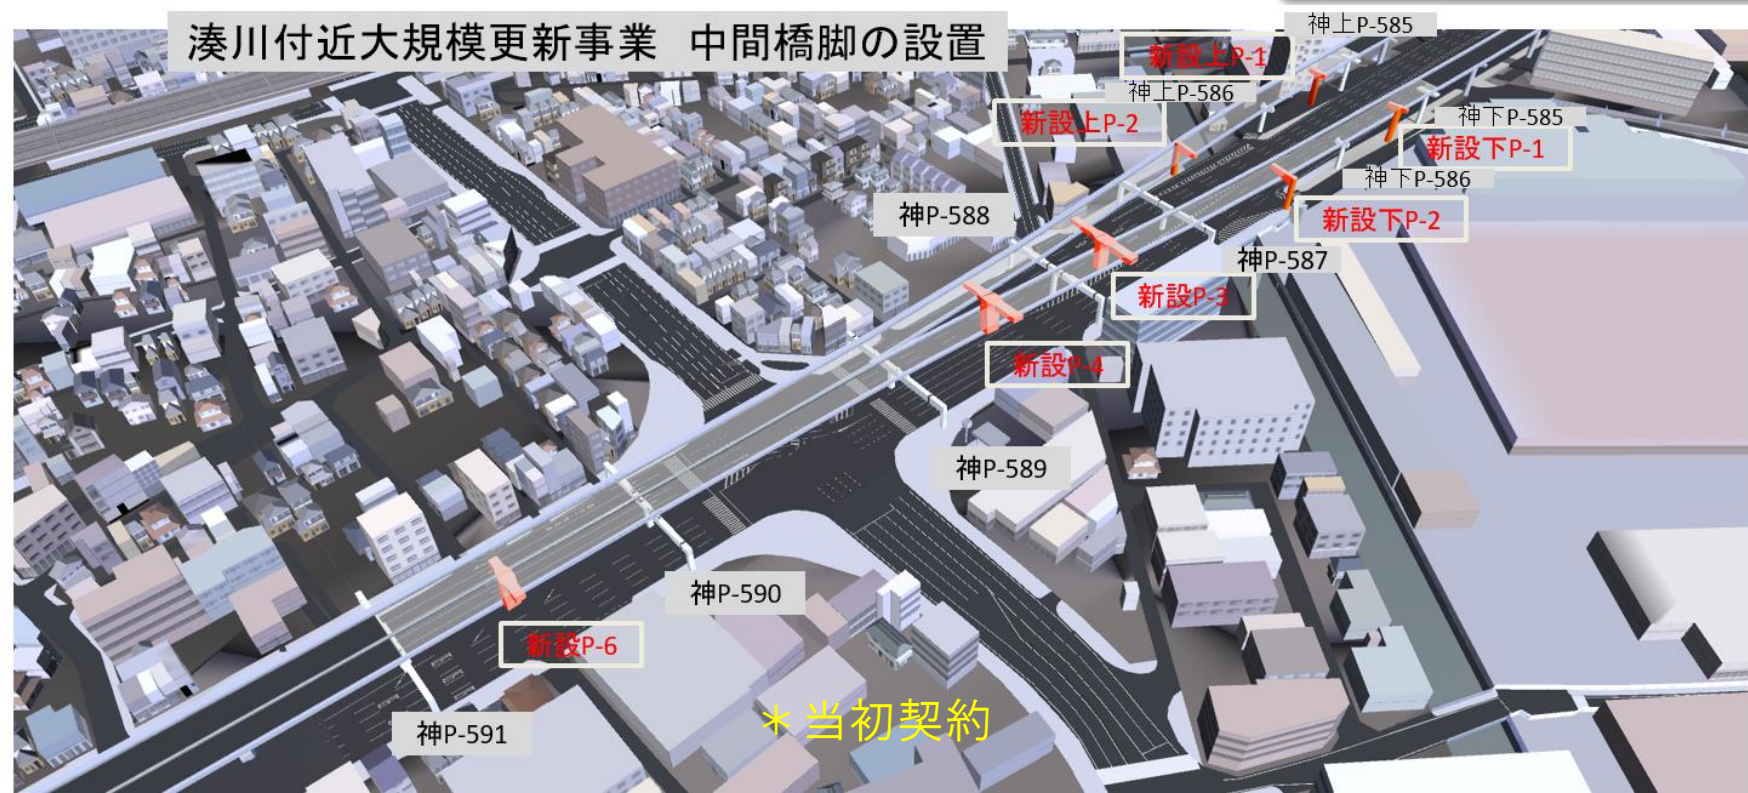 湊川付近大規模更新事業　中間橋脚の設置
神上P-585
新設上P-1
神上P-586
新設上P-2
神下P-585
新設下P-1
神下P-586
新設下P-2
神P-588
神P-587
新設P-3
新設P-4
神P-589
神P-590
新設P-6
神P-591
＊当初契約